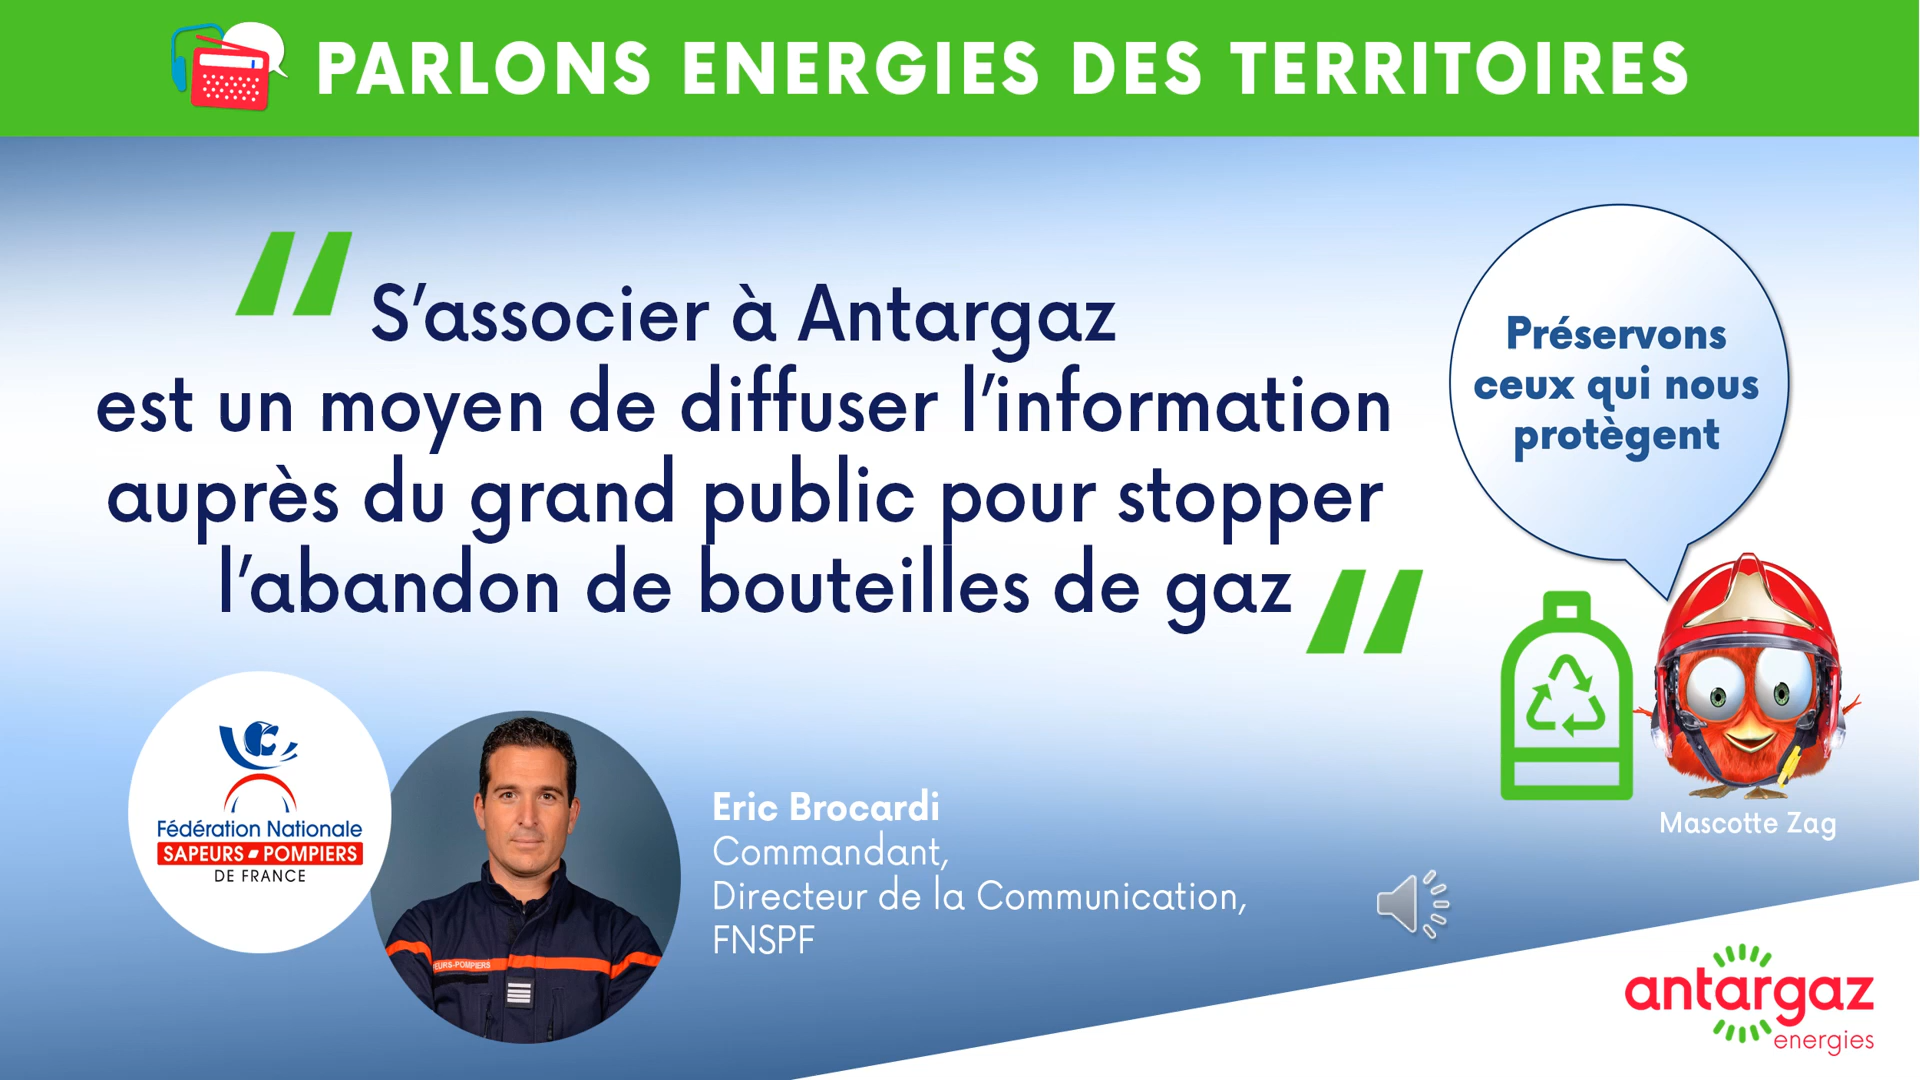 PARLONS ENERGIES DES TERRITOIRES
S’associer à Antargaz
est un moyen de diffuser l’information
auprès du grand public pour stopper
l’abandon de bouteilles de gaz
Préservons
ceux qui nous
protègent
Mascotte Zag
Fédération Nationale
SAPEURS-POMPIERS
DE FRANCE
EURS-POMPIERS
Eric Brocardi
Commandant,
Directeur de la Communication,
FNSPF
antargaz
energies